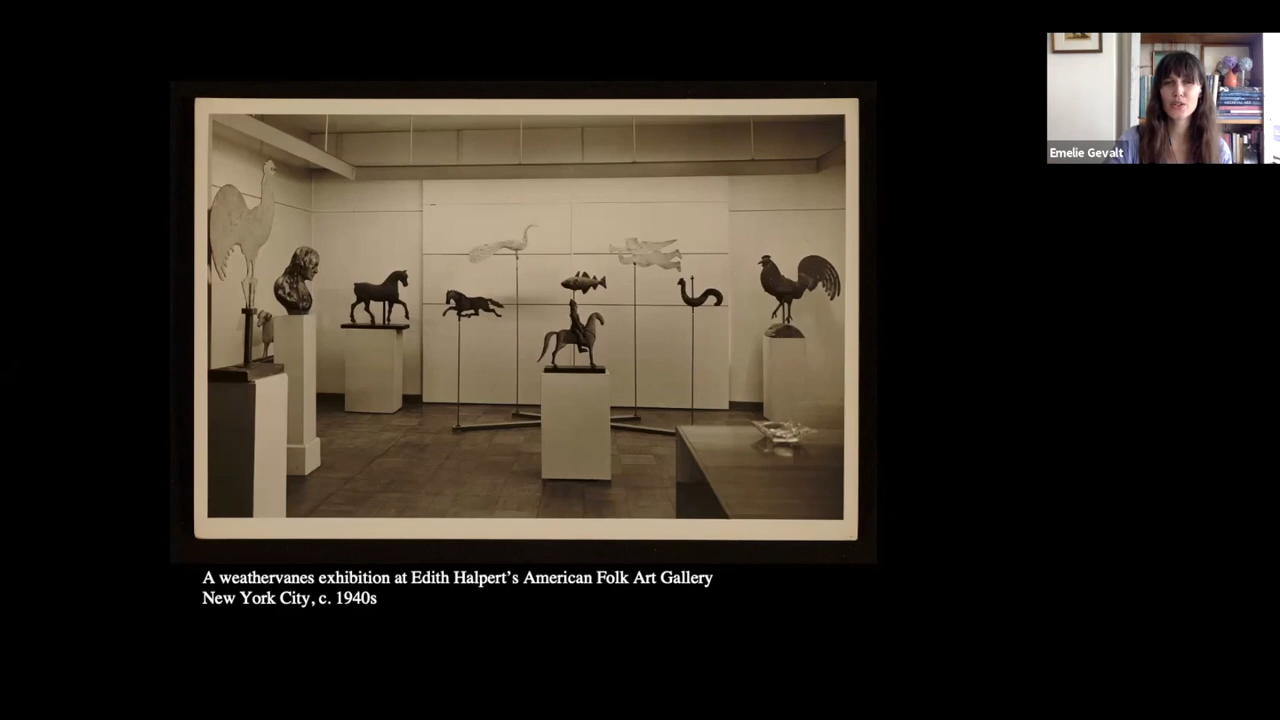 Emelie Gevalt
A weathervanes exhibition at Edith Halpert’s American Folk Art Gallery
New York City, c. 1940s